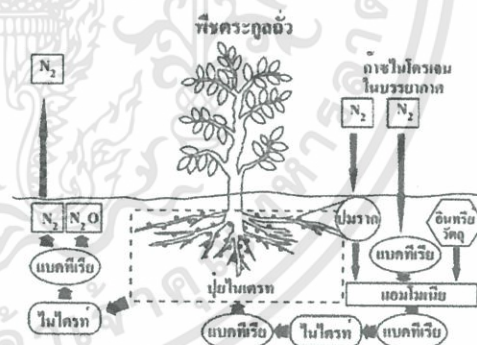 พืชตระกูลถั่ว
N2
ก๊าซไนโตรเจน
ในบรรยากาศ
N2
N2
N2
N2O
ปมราก
อินทรีย
วัตถุ
แบคทีเรีย
แบคทีเรีย
ปุ๋ยไนเตรท
แอมโมเนีย
ไนไตรท์
แบคทีเรีย
ไนไตรท์
แบคทีเรีย